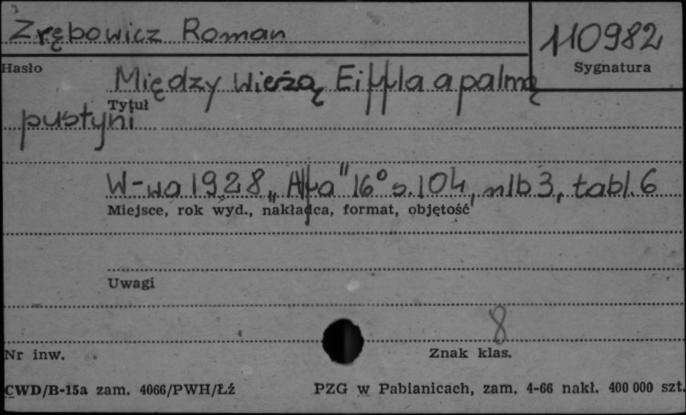 Zrębowicz Roman
110982
Hasło
Sygnatura
Między wieżą Eiffla a palmą
Tytuł
pustyni
W-wa 1928 „Alfa" 16° s. 104, nlb 3, tabl. 6
Miejsce, rok wyd., nakładca, format, objętość
Uwagi
8
Nr inw.
Znak klas.
CWD/B-15a zam. 4066/PWH/Łź
PZG w Pabianicach, zam. 4-66 nakł. 400 000 szt.